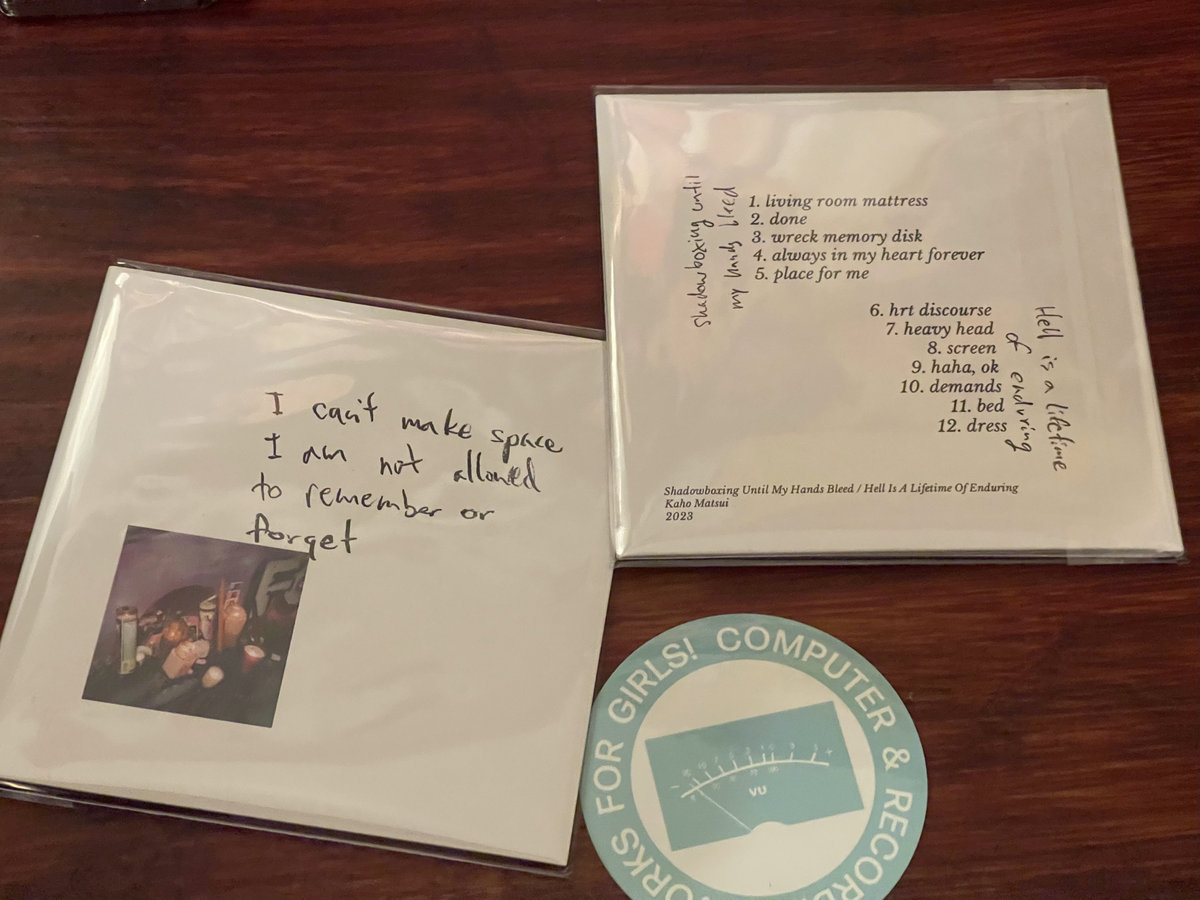 I can't make space
I am not allowed
to remember or
forget
shadowboxing until
my hands bleed
1. living room mattress
2. done
3. wreck memory disk
4. always in my heart forever
5. place for me
6. hrt discourse
7. heavy head
8. screen
9. haha, ok
10. demands
11. bed
12. dress
Hell is a lifetime
of enduring
Shadowboxing Until My Hands Bleed / Hell Is A Lifetime Of Enduring
Kaho Matsui
2023
FOR GIRLS! COMPUTER & RECORD
VU